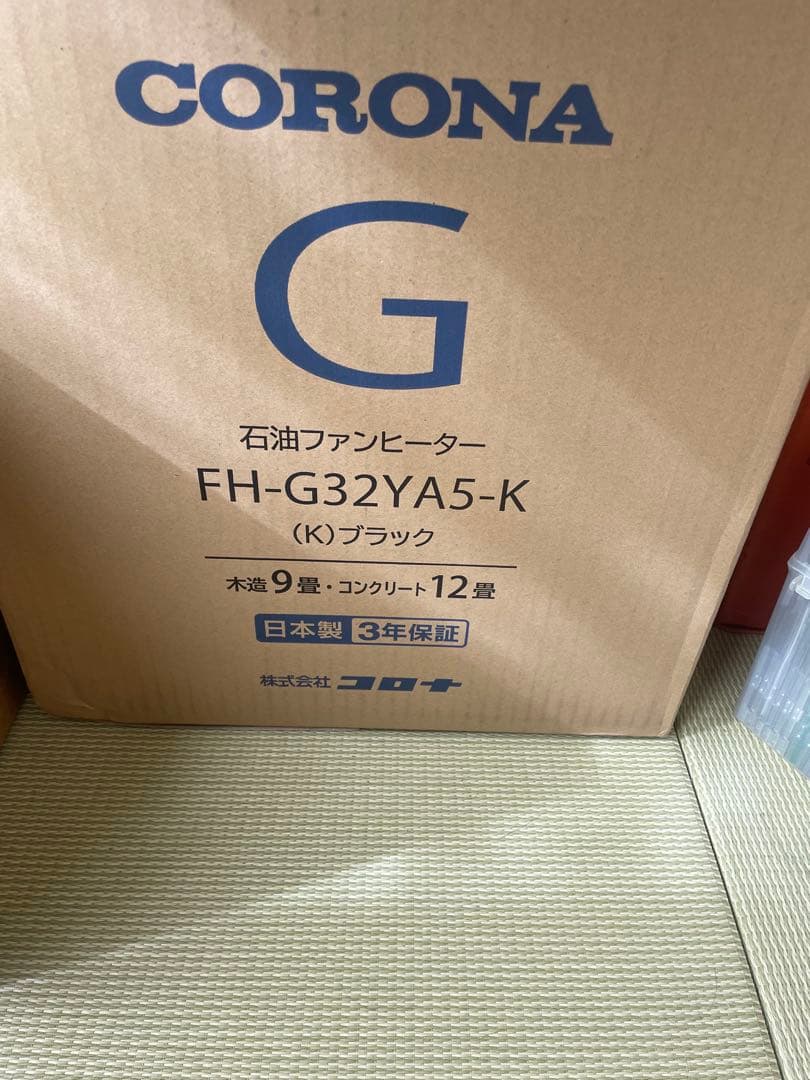 CORONA
G
石油ファンヒーター
FH-G32YA5-K
(K)ブラック
木造9畳・コンクリート12畳
日本製 3年保証
株式会社 コロナ